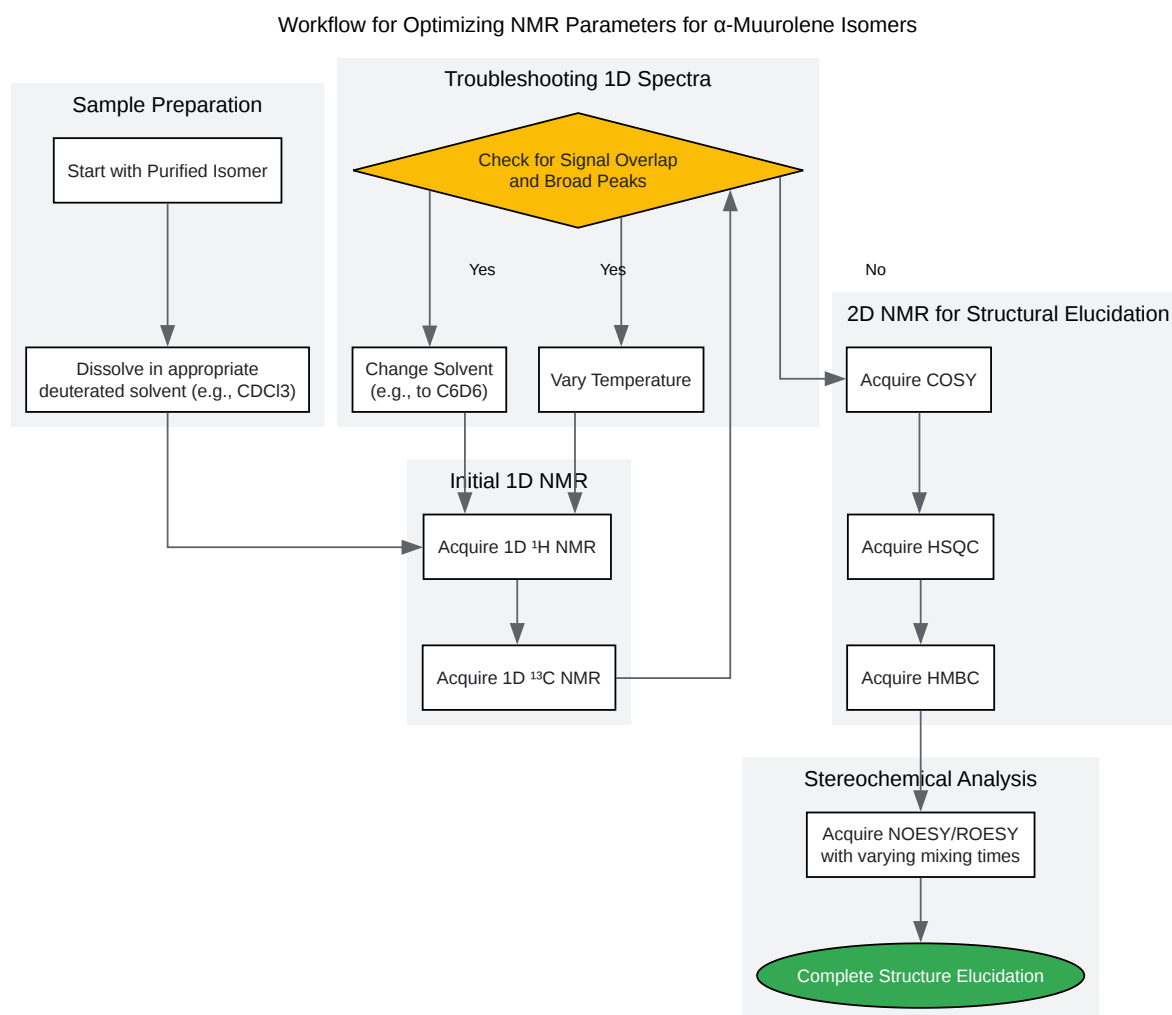 Workflow for Optimizing NMR Parameters for α-Muurolene Isomers
Sample Preparation
Start with Purified Isomer
Dissolve in appropriate
deuterated solvent (e.g., CDCl3)
Troubleshooting 1D Spectra
Check for Signal Overlap
and Broad Peaks
Yes
Yes
No
Change Solvent
(e.g., to C6D6)
Vary Temperature
Initial 1D NMR
Acquire 1D ¹H NMR
Acquire 1D ¹³C NMR
2D NMR for Structural Elucidation
Acquire COSY
Acquire HSQC
Acquire HMBC
Stereochemical Analysis
Acquire NOESY/ROESY
with varying mixing times
Complete Structure Elucidation